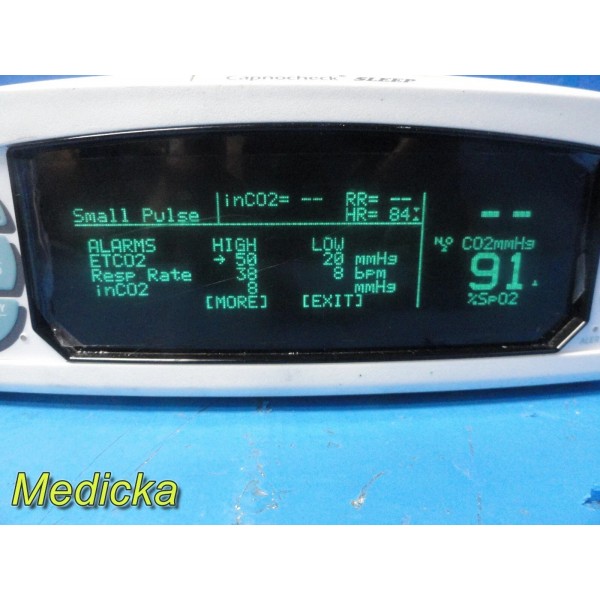 Capnocheck® SLEEP
inCO2= -- RR= --
Small Pulse HR= 84
-- --
ALARMS HIGH LOW
N2O CO2mmHg
ETCO2 → 50 20 mmHg
Resp Rate 38 8 bpm
91
inCO2 8 mmHg
%SpO2
[MORE] [EXIT]
Medicka